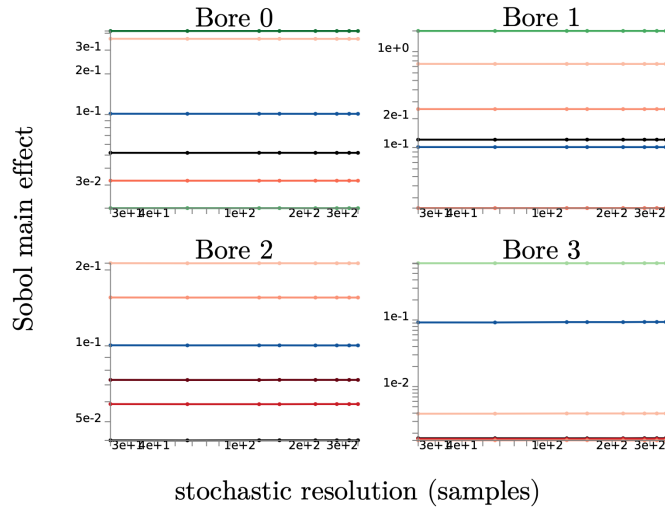 Bore 0
Bore 1
3e-1
2e-1
1e-1
3e-2
1e+0
2e-1
1e-1
3e+1 4e+1 1e+2 2e+2 3e+2
3e+1 4e+1 1e+2 2e+2 3e+2
Sobol main effect
Bore 2
Bore 3
2e-1
1e-1
5e-2
1e-1
1e-2
3e+1 4e+1 1e+2 2e+2 3e+2
3e+1 4e+1 1e+2 2e+2 3e+2
stochastic resolution (samples)